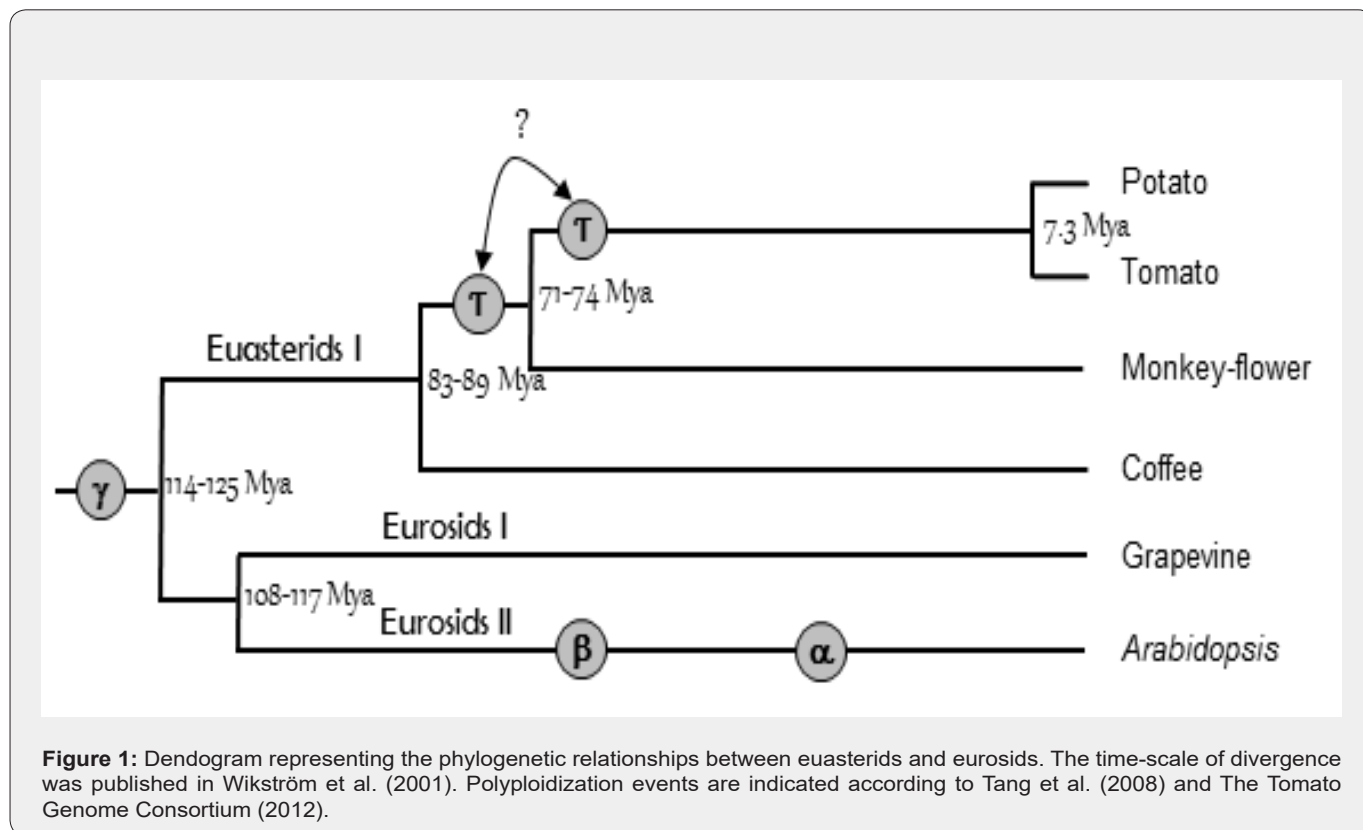 ?
Potato
T
7.3 Mya
Tomato
T
71-74 Mya
Euasterids I
Monkey-flower
83-89 Mya
Coffee
γ
114-125 Mya
Eurosids I
Grapevine
108-117 Mya
Eurosids II
β
α
Arabidopsis
Figure 1: Dendogram representing the phylogenetic relationships between euasterids and eurosids. The time-scale of divergence
was published in Wikström et al. (2001). Polyploidization events are indicated according to Tang et al. (2008) and The Tomato
Genome Consortium (2012).